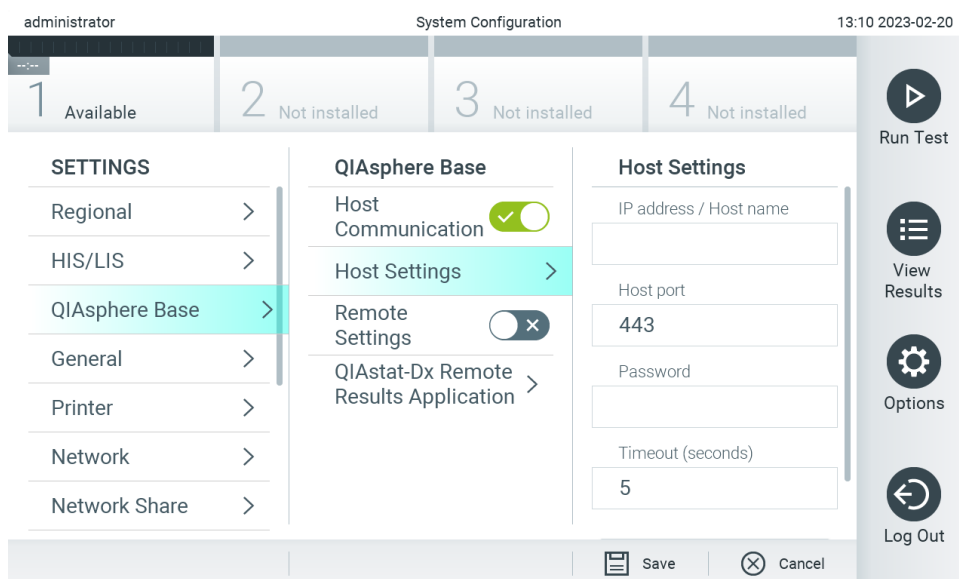 administrator
System Configuration
13:10 2023-02-20
--:--
1 Available
2 Not installed
3 Not installed
4 Not installed
SETTINGS
Regional
HIS/LIS
QIAsphere Base
General
Printer
Network
Network Share
QIAsphere Base
Host
Communication
Host Settings
Remote
Settings
QIAstat-Dx Remote
Results Application
Host Settings
IP address / Host name
Host port
443
Password
Timeout (seconds)
5
Save
Cancel
Run Test
View
Results
Options
Log Out